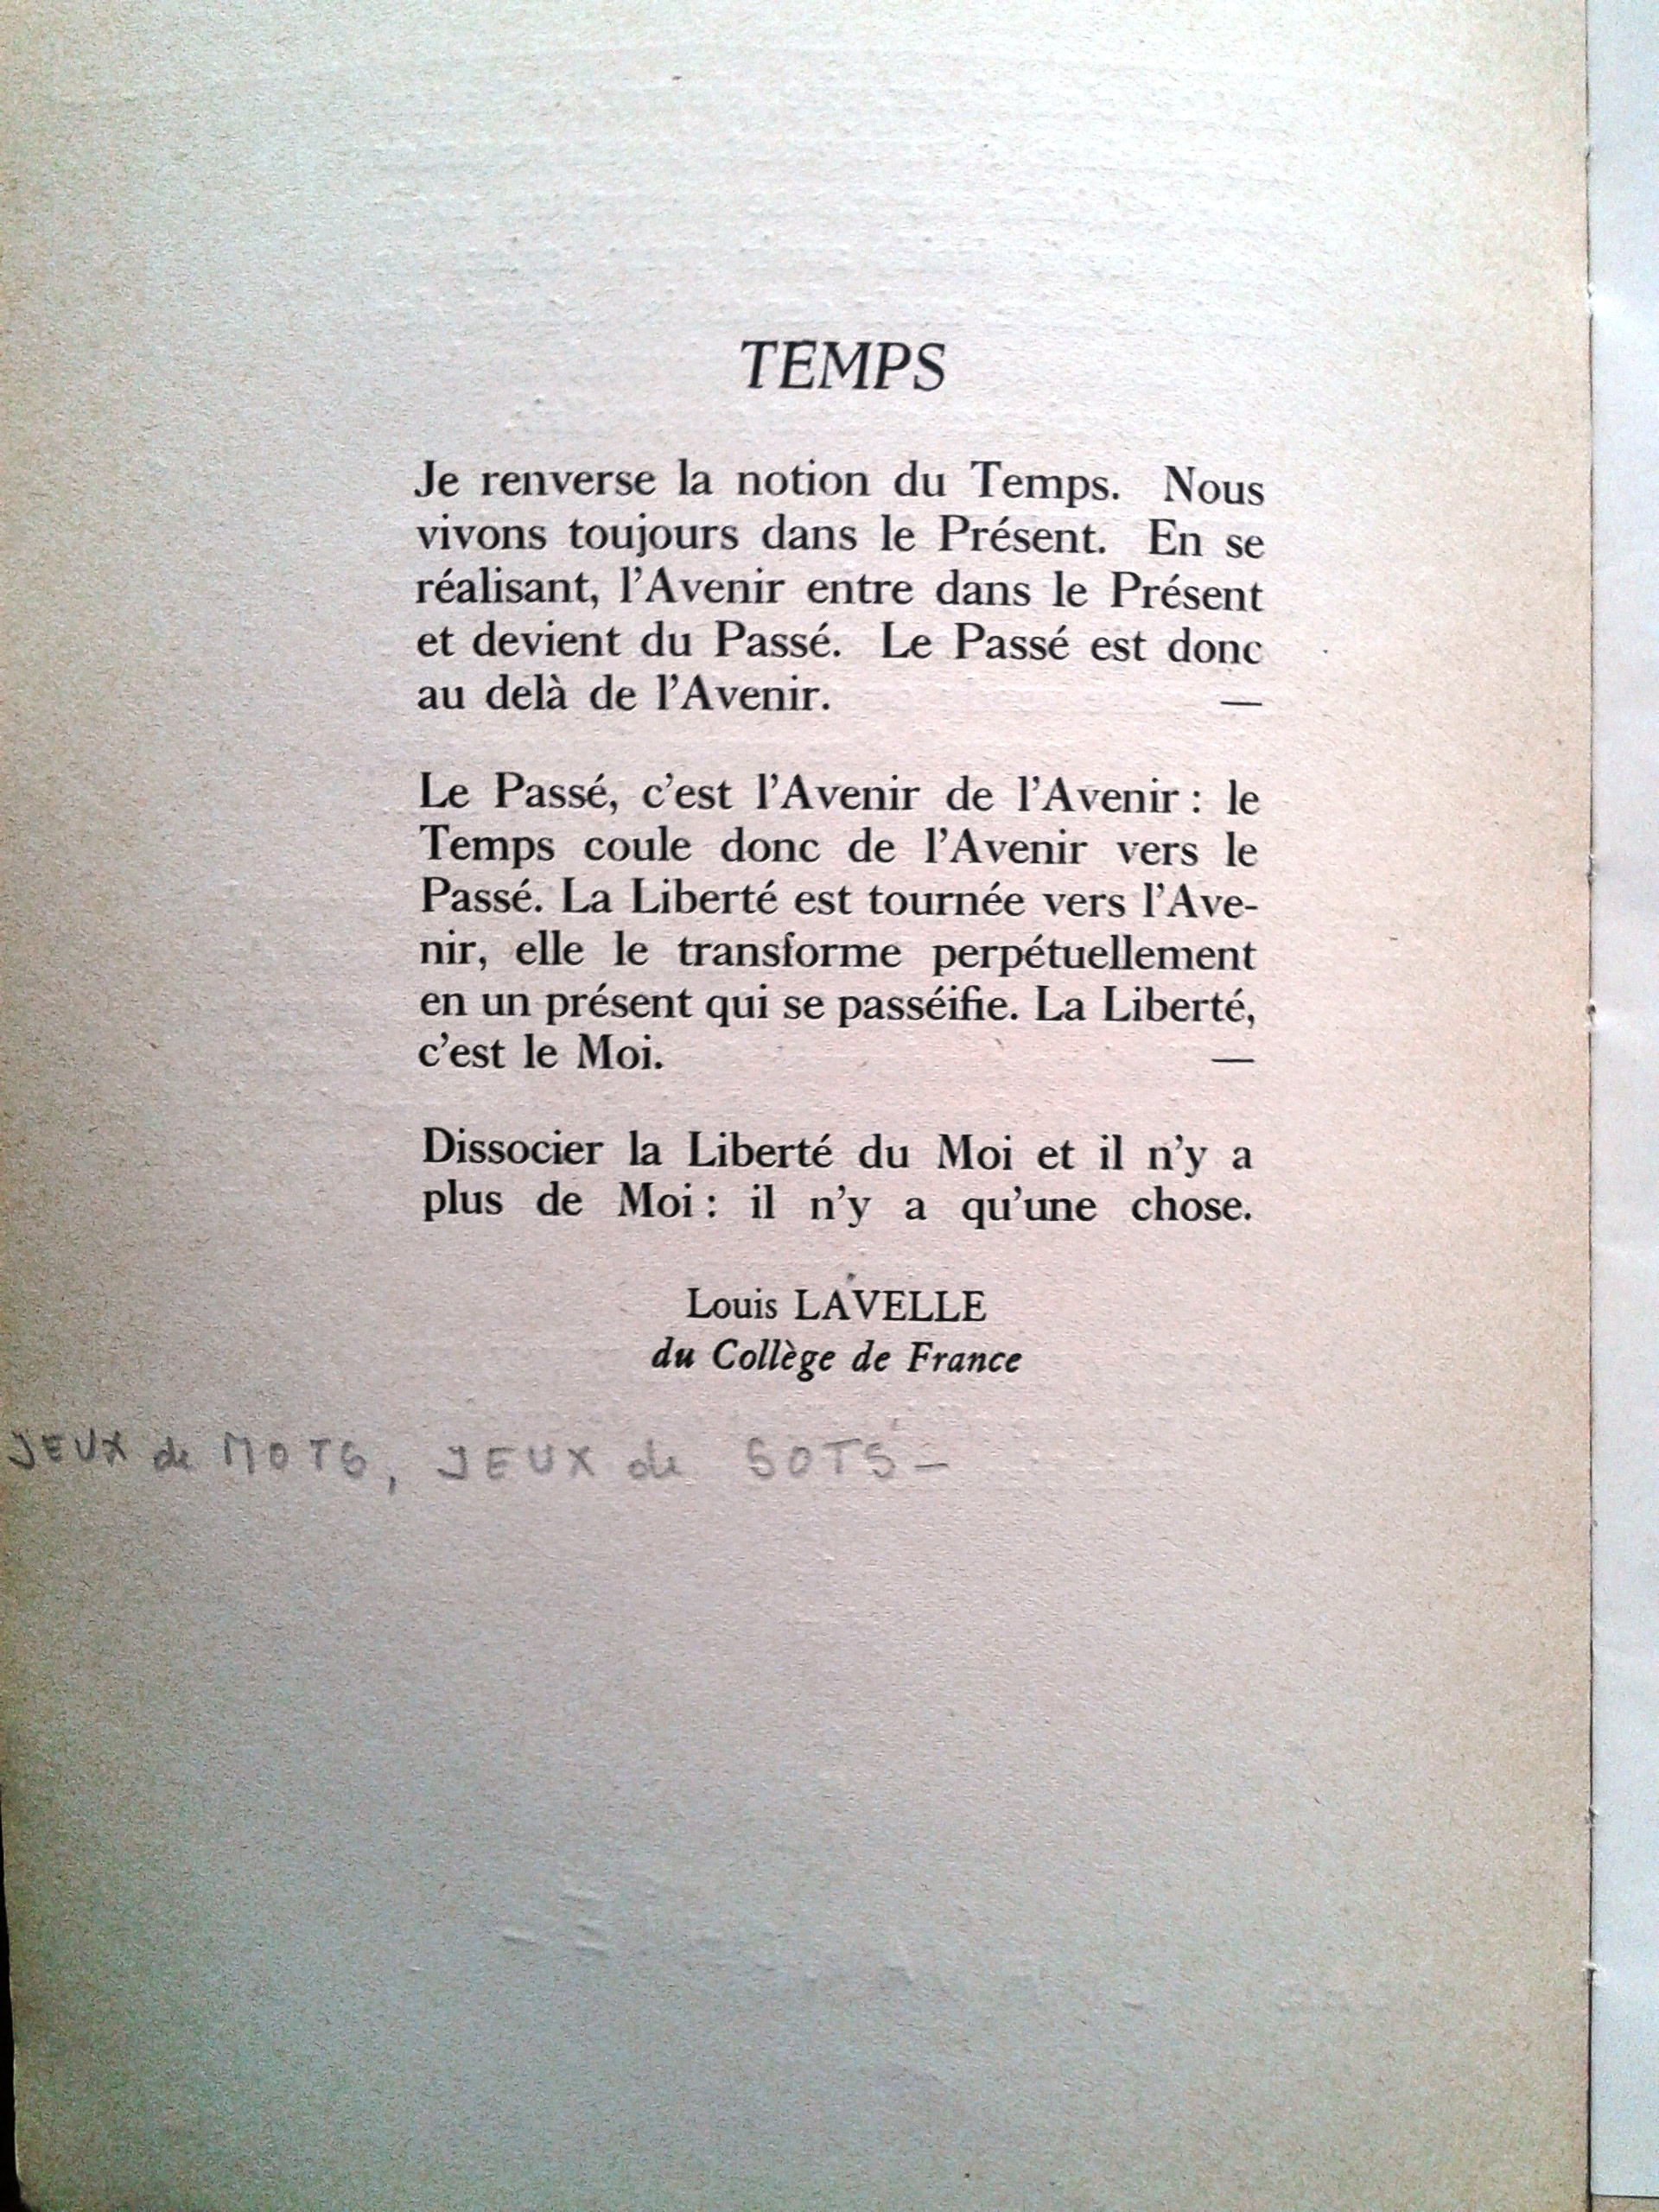 TEMPS
Je renverse la notion du Temps. Nous
vivons toujours dans le Présent. En se
réalisant, l'Avenir entre dans le Présent
et devient du Passé. Le Passé est donc
au delà de l'Avenir. —
Le Passé, c'est l'Avenir de l'Avenir : le
Temps coule donc de l'Avenir vers le
Passé. La Liberté est tournée vers l'Ave-
nir, elle le transforme perpétuellement
en un présent qui se passéifie. La Liberté,
c'est le Moi. —
Dissocier la Liberté du Moi et il n'y a
plus de Moi : il n'y a qu'une chose.
Louis LAVELLE
du Collège de France
JEUX de MOTS, JEUX de SOTS –